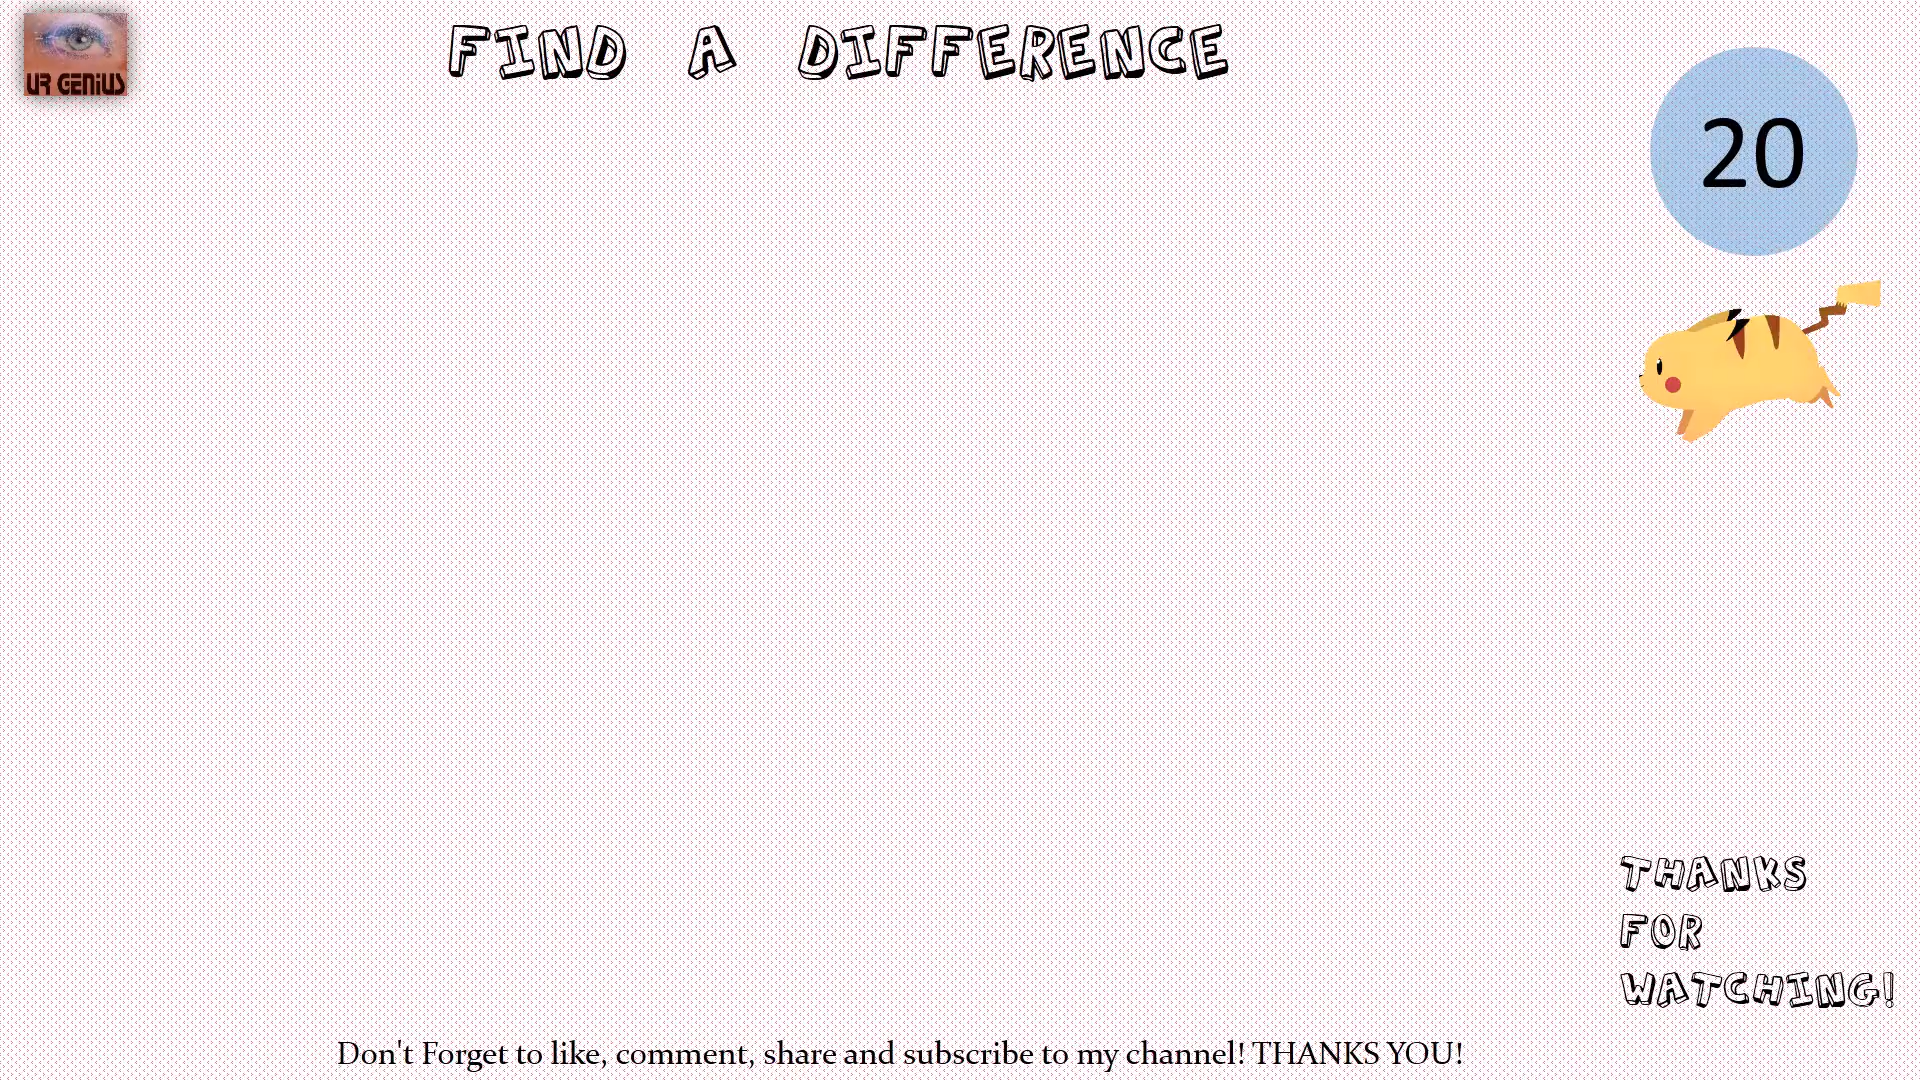 UR GENIUS
FIND A DIFFERENCE
20
THANKS
FOR
WATCHING!
Don't Forget to like, comment, share and subscribe to my channel! THANKS YOU!